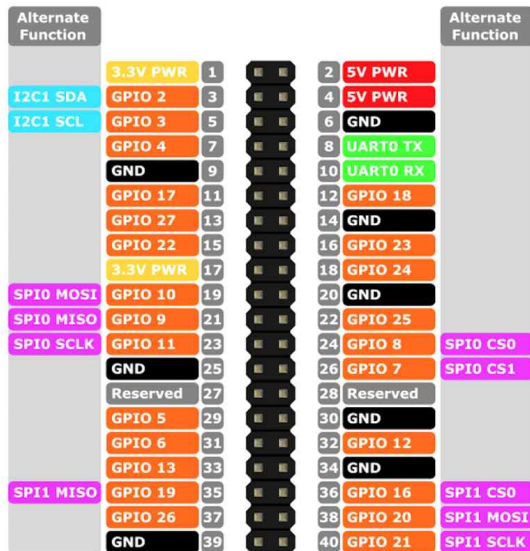 Alternate Function Alternate Function
3.3V PWR 1 2 5V PWR
I2C1 SDA GPIO 2 3 4 5V PWR
I2C1 SCL GPIO 3 5 6 GND
GPIO 4 7 8 UART0 TX
GND 9 10 UART0 RX
GPIO 17 11 12 GPIO 18
GPIO 27 13 14 GND
GPIO 22 15 16 GPIO 23
3.3V PWR 17 18 GPIO 24
SPI0 MOSI GPIO 10 19 20 GND
SPI0 MISO GPIO 9 21 22 GPIO 25
SPI0 SCLK GPIO 11 23 24 GPIO 8 SPI0 CS0
GND 25 26 GPIO 7 SPI0 CS1
Reserved 27 28 Reserved
GPIO 5 29 30 GND
GPIO 6 31 32 GPIO 12
GPIO 13 33 34 GND
SPI1 MISO GPIO 19 35 36 GPIO 16 SPI1 CS0
GPIO 26 37 38 GPIO 20 SPI1 MOSI
GND 39 40 GPIO 21 SPI1 SCLK